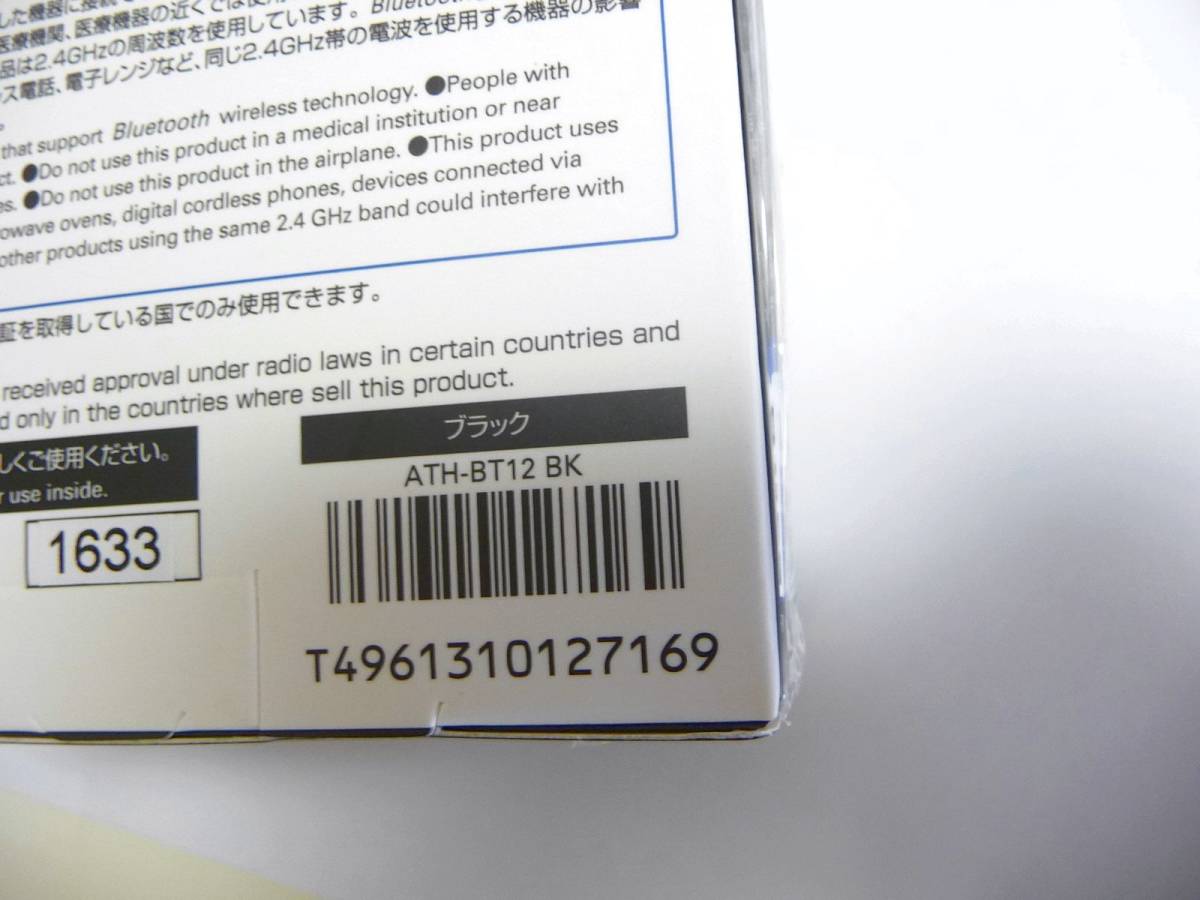 した機器に接続
医療機関、医療機器の近くでは使用
品は2.4GHzの周波数を使用しています。Bluetooth
ス電話、電子レンジなど、同じ2.4GHz帯の電波を使用する機器の影響
。
that support Bluetooth wireless technology. ●People with
ct. ●Do not use this product in a medical institution or near
es. ●Do not use this product in the airplane. ●This product uses
owave ovens, digital cordless phones, devices connected via
other products using the same 2.4 GHz band could interfere with
証を取得している国でのみ使用できます。
received approval under radio laws in certain countries and
d only in the countries where sell this product.
しくご使用ください。
r use inside.
1633
ブラック
ATH-BT12 BK
T4961310127169